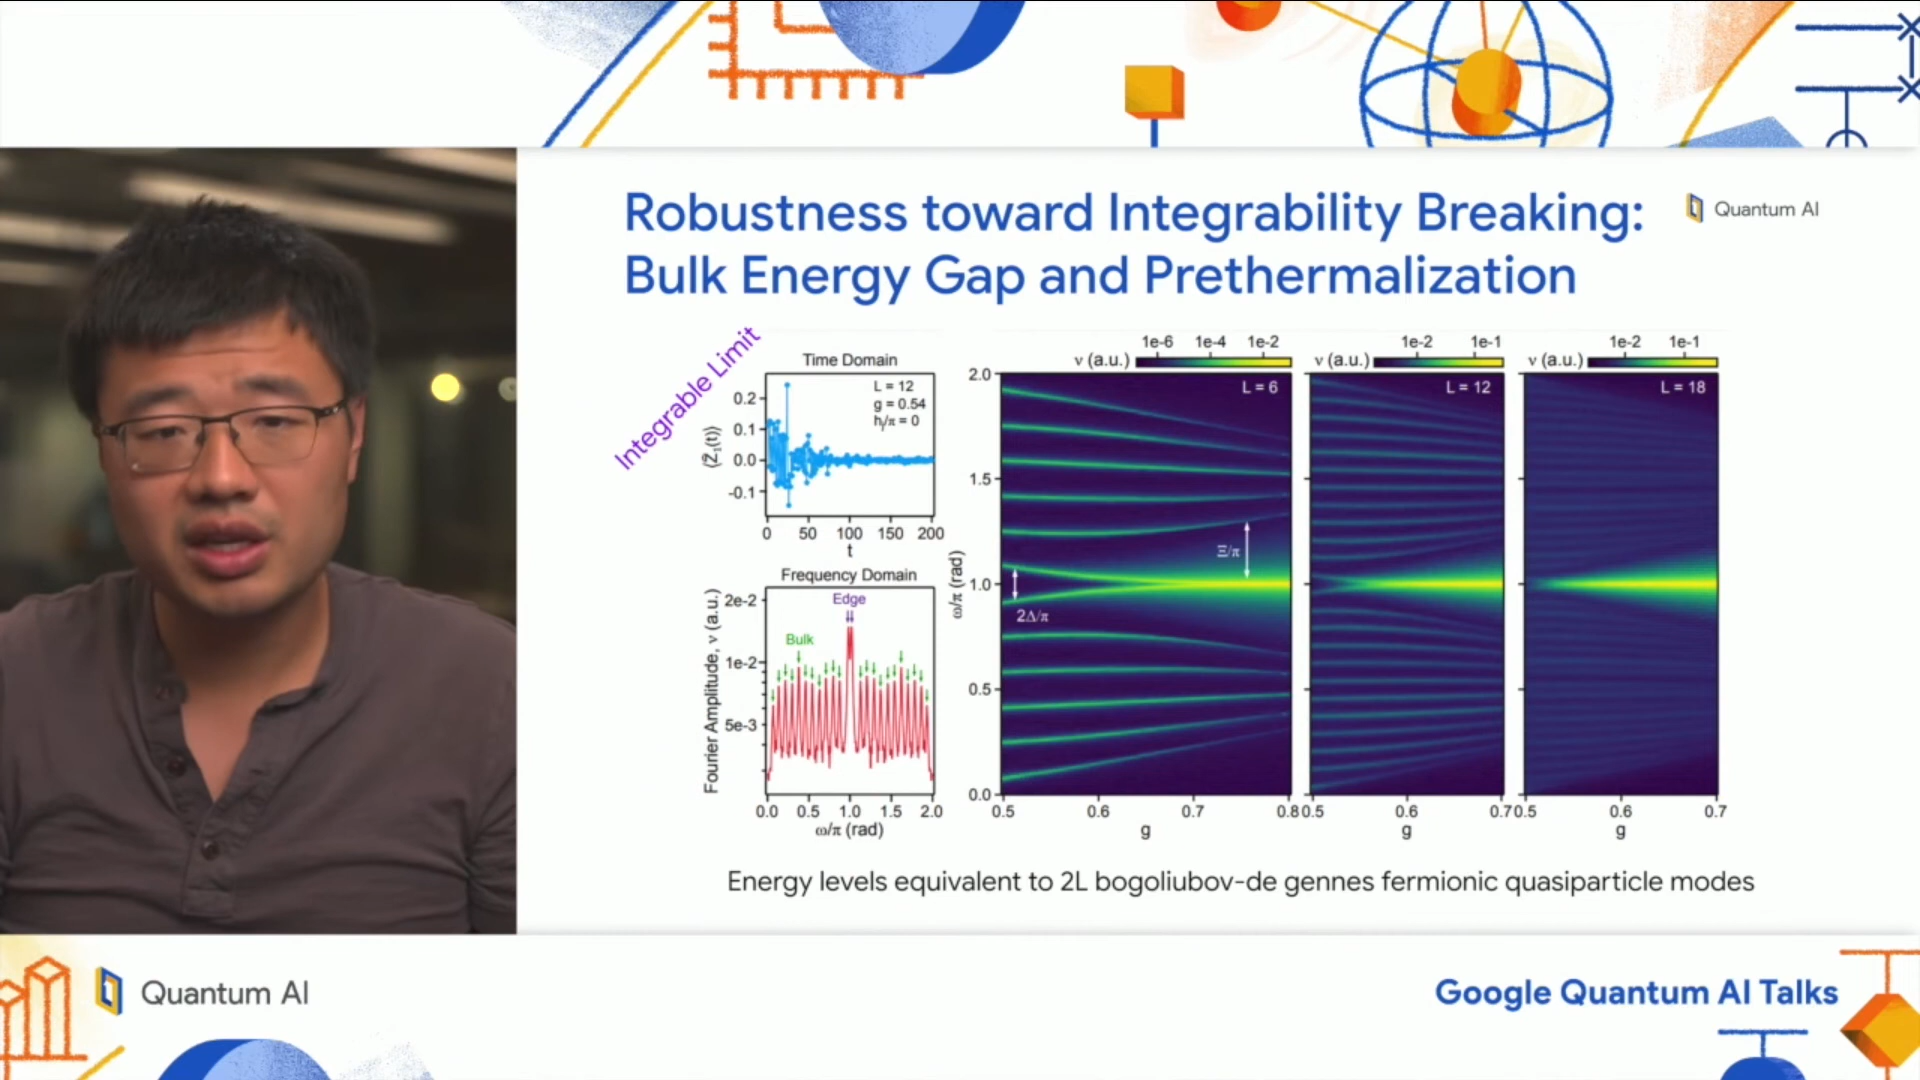 Robustness toward Integrability Breaking:
Bulk Energy Gap and Prethermalization
Quantum AI
Integrable Limit
Time Domain
L = 12
g = 0.54
h/π = 0
⟨Ẑ₁(t)⟩
0.2
0.1
0.0
-0.1
0 50 100 150 200
t
Frequency Domain
Edge
Bulk
Fourier Amplitude, ν (a.u.)
2e-2
1e-2
5e-3
0.0 0.5 1.0 1.5 2.0
ω/π (rad)
ν (a.u.) 1e-6 1e-4 1e-2
L = 6
2.0
1.5
1.0
0.5
0.0
ω/π (rad)
Ξ/π
2Δ/π
0.5 0.6 0.7 0.8
g
ν (a.u.) 1e-2 1e-1
L = 12
0.5 0.6 0.7
g
ν (a.u.) 1e-2 1e-1
L = 18
0.5 0.6 0.7
g
Energy levels equivalent to 2L bogoliubov-de gennes fermionic quasiparticle modes
Quantum AI
Google Quantum AI Talks